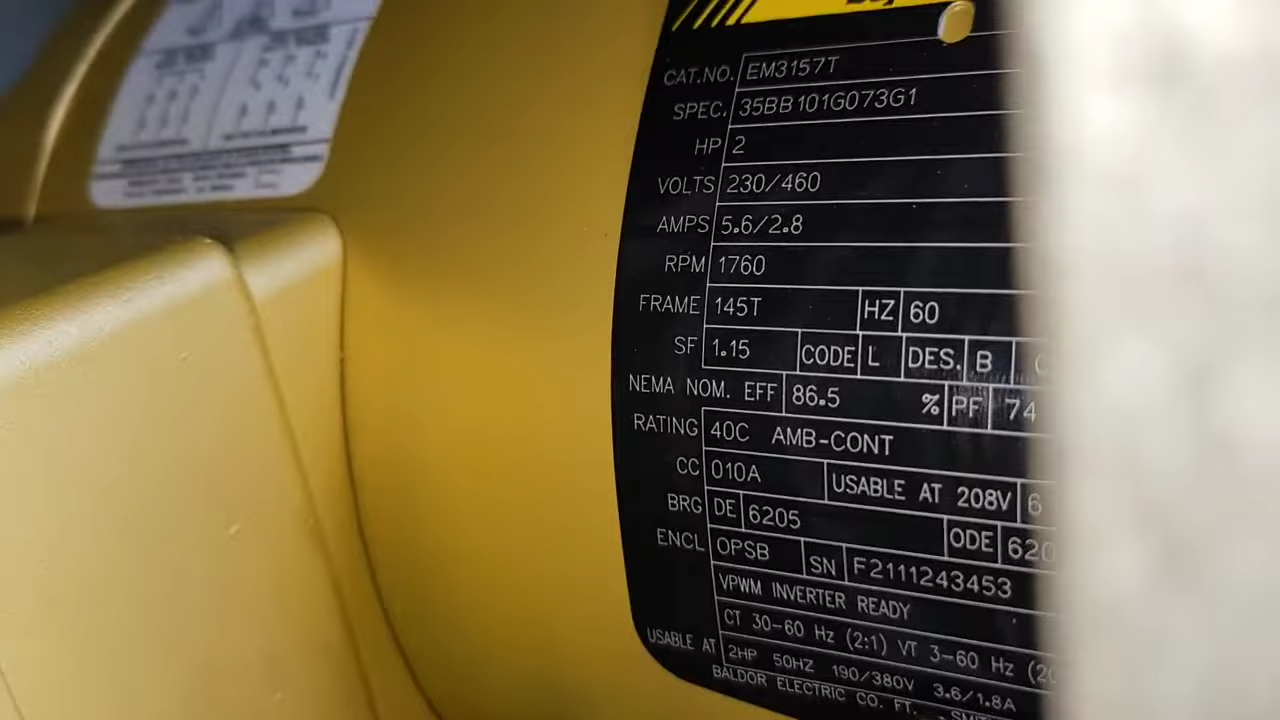 CAT.NO. EM3157T
SPEC. 35BB101G073G1
HP 2
VOLTS 230/460
AMPS 5.6/2.8
RPM 1760
FRAME 145T HZ 60
SF 1.15 CODE L DES. B
NEMA NOM. EFF 86.5 % PF 74
RATING 40C AMB-CONT
CC 010A USABLE AT 208V 6
BRG DE 6205 ODE 620
ENCL OPSB SN F2111243453
VPWM INVERTER READY
CT 30-60 Hz (2:1) VT 3-60 Hz (20
USABLE AT 2HP 50HZ 190/380V 3.6/1.8A
BALDOR ELECTRIC CO. FT.